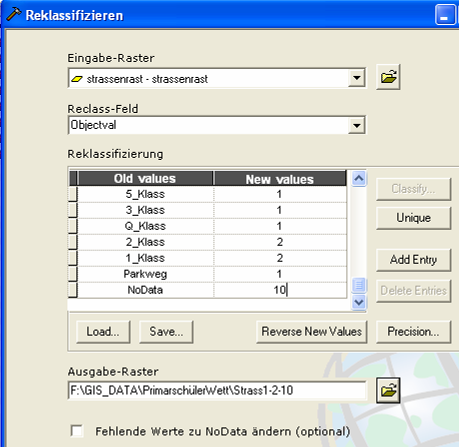 Reklassifizieren
Eingabe-Raster
strassenrast - strassenrast
Reclass-Feld
Objectval
Reklassifizierung
Old values New values
5_Klass 1
3_Klass 1
Q_Klass 1
2_Klass 2
1_Klass 2
Parkweg 1
NoData 10
Classify...
Unique
Add Entry
Delete Entries
Load... Save... Reverse New Values Precision...
Ausgabe-Raster
F:\GIS_DATA\PrimarschülerWett\Strass1-2-10
Fehlende Werte zu NoData ändern (optional)